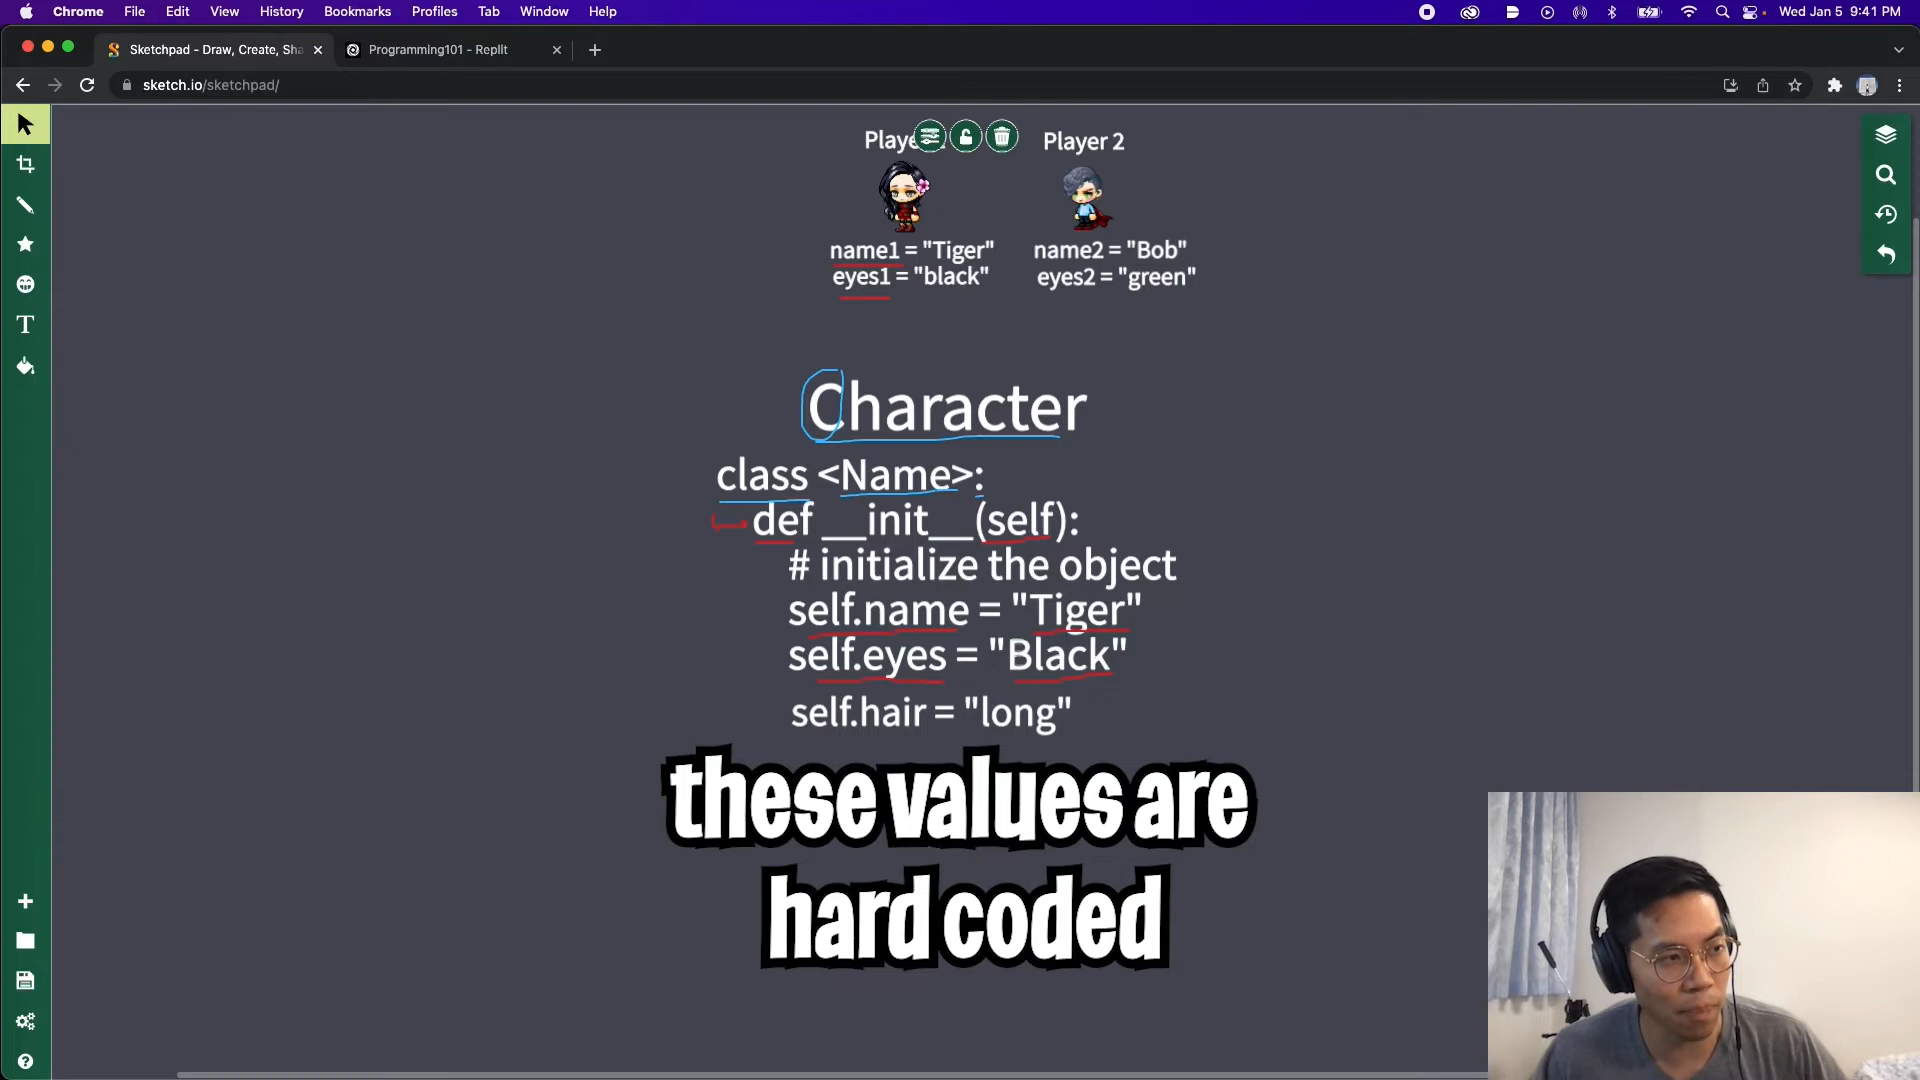 Chrome File Edit View History Bookmarks Profiles Tab Window Help Wed Jan 5 9:41 PM
Sketchpad - Draw, Create, Sha Programming101 - Replit
sketch.io/sketchpad/
Player 2
name1 = "Tiger" name2 = "Bob"
eyes1 = "black" eyes2 = "green"
Character
class <Name>:
def __init__(self):
# initialize the object
self.name = "Tiger"
self.eyes = "Black"
self.hair = "long"
these values are
hard coded